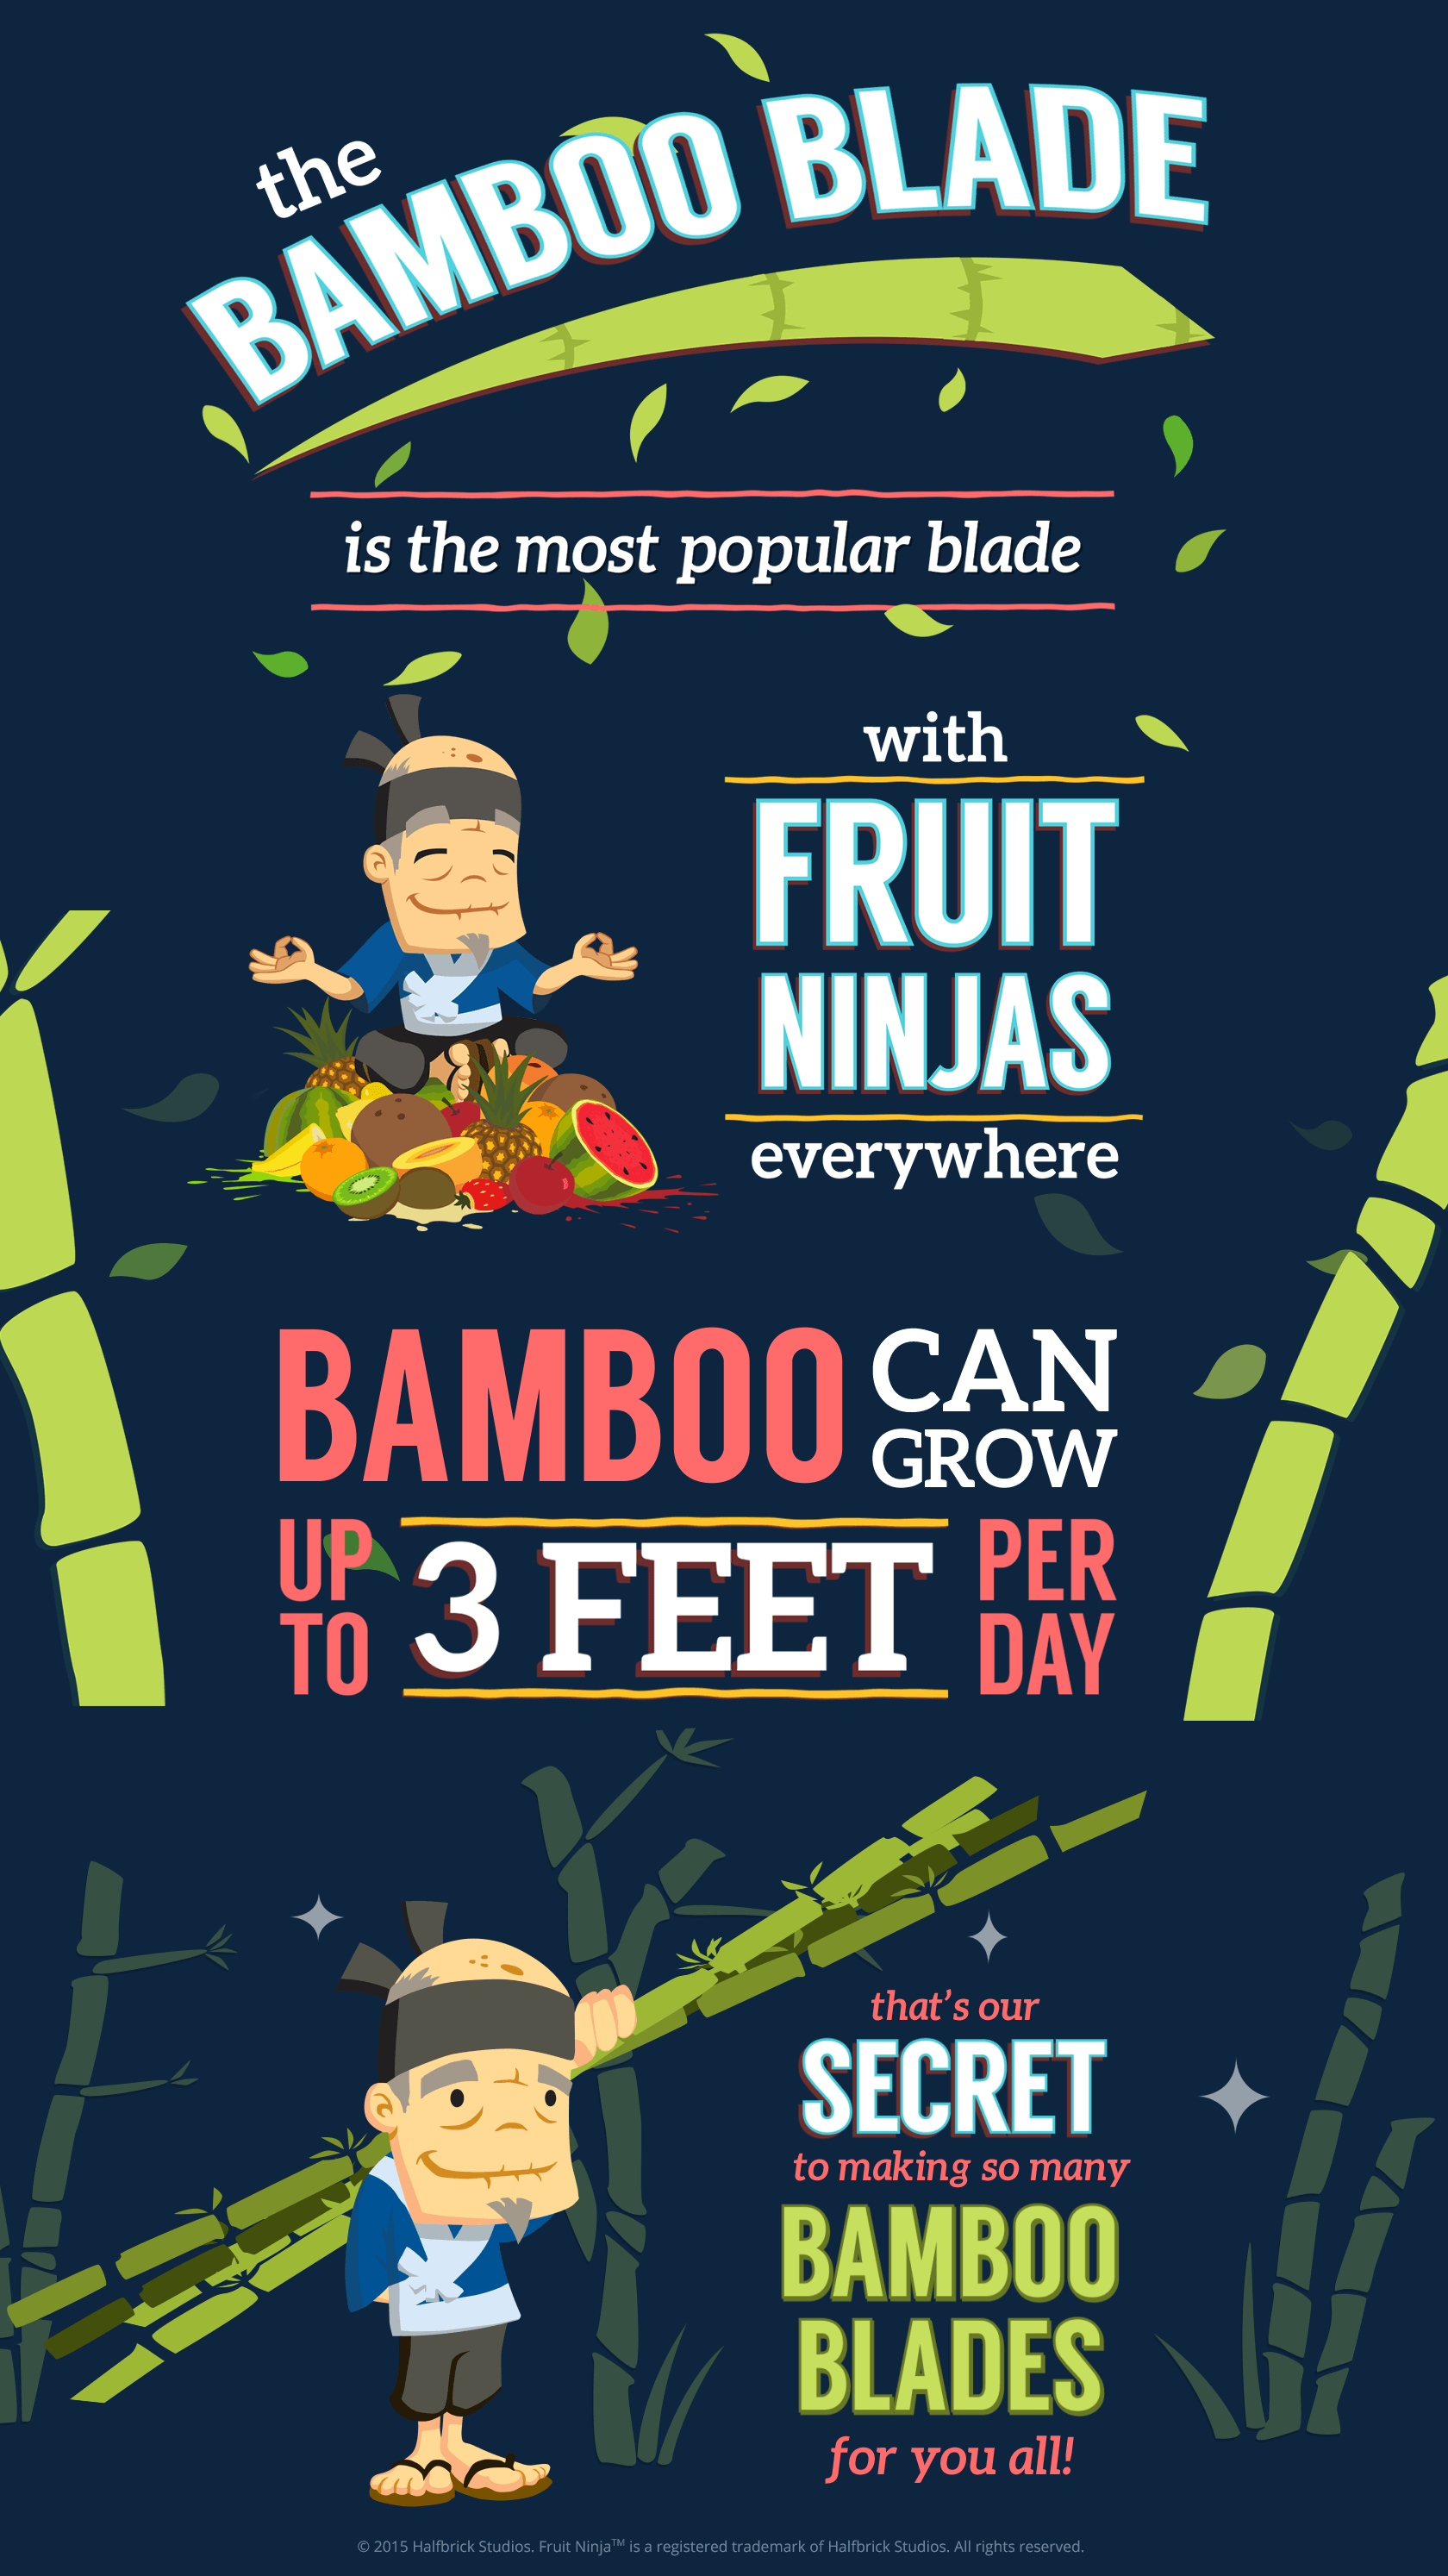 the
BAMBOO BLADE
is the most popular blade
with
FRUIT
NINJAS
everywhere
BAMBOO CAN
GROW
UP
TO
3 FEET
PER
DAY
that's our
SECRET
to making so many
BAMBOO
BLADES
for you all!
© 2015 Halfbrick Studios. Fruit Ninja™ is a registered trademark of Halfbrick Studios. All rights reserved.